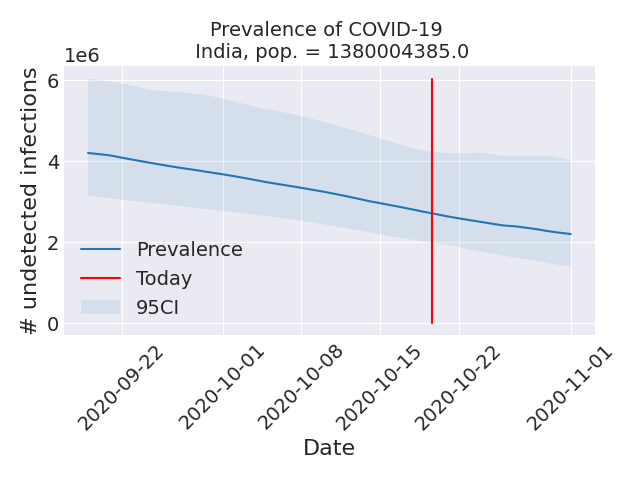 Prevalence of COVID-19
India, pop. = 1380004385.0
1e6
6
4
2
0
# undetected infections
Prevalence
Today
95CI
2020-09-22
2020-10-01
2020-10-08
2020-10-15
2020-10-22
2020-11-01
Date